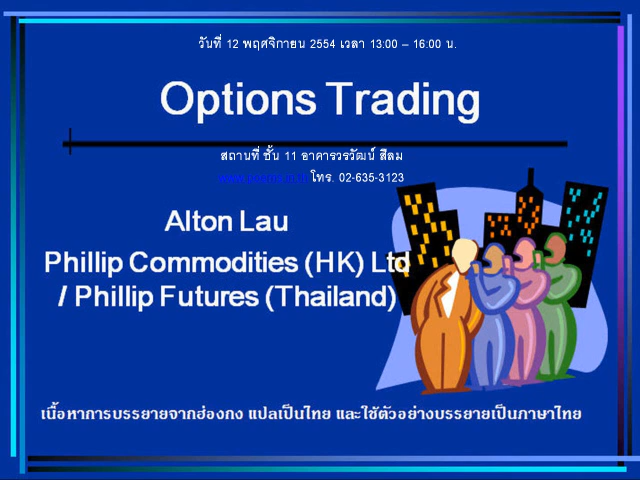 วันที่ 12 พฤศจิกายน 2554 เวลา 13:00 – 16:00 น.
Options Trading
สถานที่ ชั้น 11 อาคารวรวัฒน์ สีลม
โทร. 02-635-3123
Alton Lau
Phillip Commodities (HK) Ltd
/ Phillip Futures (Thailand)
เนื้อหาการบรรยายจากฮ่องกง แปลเป็นไทย และใช้ตัวอย่างบรรยายเป็นภาษาไทย